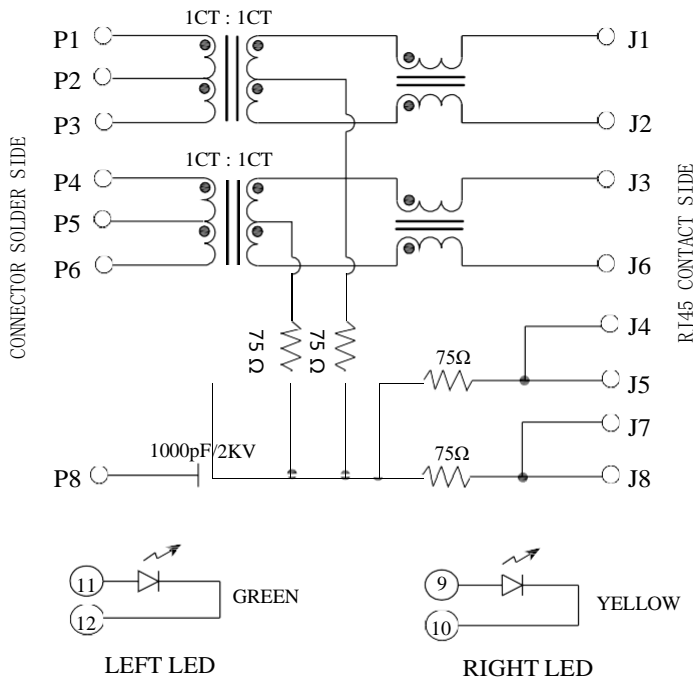 1CT : 1CT
P1
J1
P2
P3
J2
1CT : 1CT
P4
J3
P5
P6
J6
CONNECTOR SOLDER SIDE
RJ45 CONTACT SIDE
J4
75Ω
75Ω
75Ω
J5
J7
1000pF/2KV
75Ω
P8
J8
11
GREEN
12
9
YELLOW
10
LEFT LED
RIGHT LED